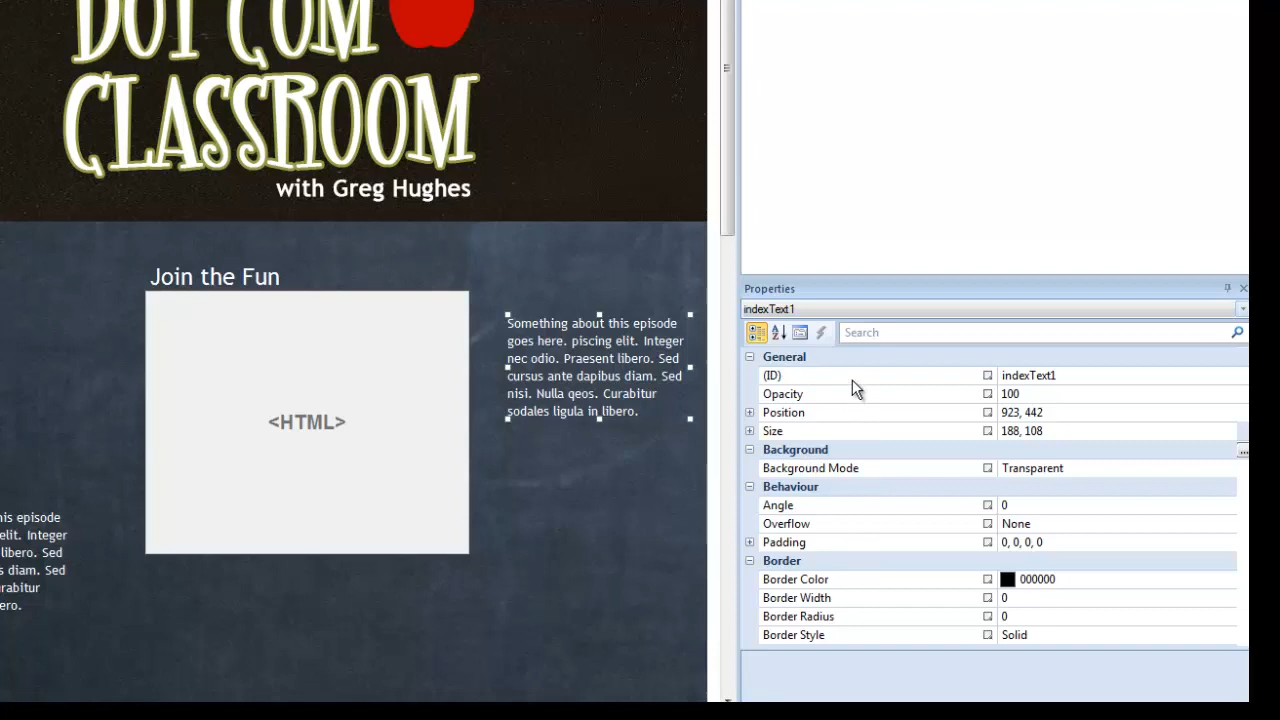 DOT COM
CLASSROOM
with Greg Hughes
Join the Fun
<HTML>
Something about this episode
goes here. piscing elit. Integer
nec odio. Praesent libero. Sed
cursus ante dapibus diam. Sed
nisi. Nulla qeos. Curabitur
sodales ligula in libero.
his episode
elit. Integer
libero. Sed
s diam. Sed
rabitur
ero.
Properties
indexText1
Search
General
(ID) indexText1
Opacity 100
Position 923, 442
Size 188, 108
Background
Background Mode Transparent
Behaviour
Angle 0
Overflow None
Padding 0, 0, 0, 0
Border
Border Color 000000
Border Width 0
Border Radius 0
Border Style Solid